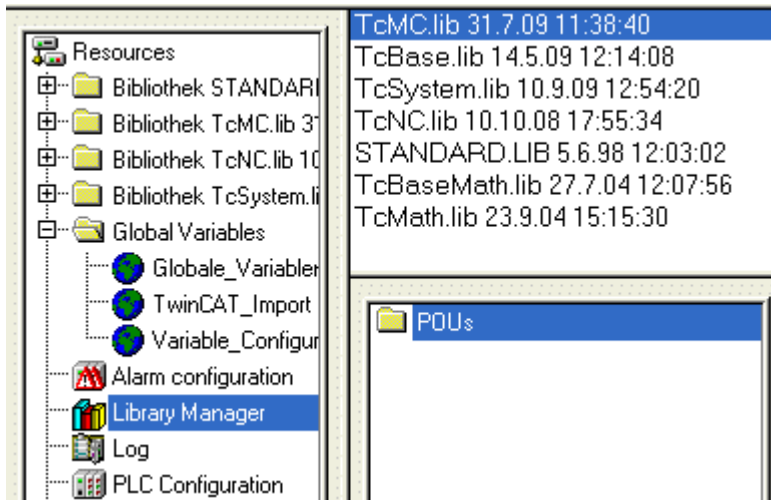 Resources
Bibliothek STANDARI
Bibliothek TcMC.lib 3
Bibliothek TcNC.lib 10
Bibliothek TcSystem.li
Global Variables
Globale_Variablen
TwinCAT_Import
Variable_Configur
Alarm configuration
Library Manager
Log
PLC Configuration
TcMC.lib 31.7.09 11:38:40
TcBase.lib 14.5.09 12:14:08
TcSystem.lib 10.9.09 12:54:20
TcNC.lib 10.10.08 17:55:34
STANDARD.LIB 5.6.98 12:03:02
TcBaseMath.lib 27.7.04 12:07:56
TcMath.lib 23.9.04 15:15:30
POUs